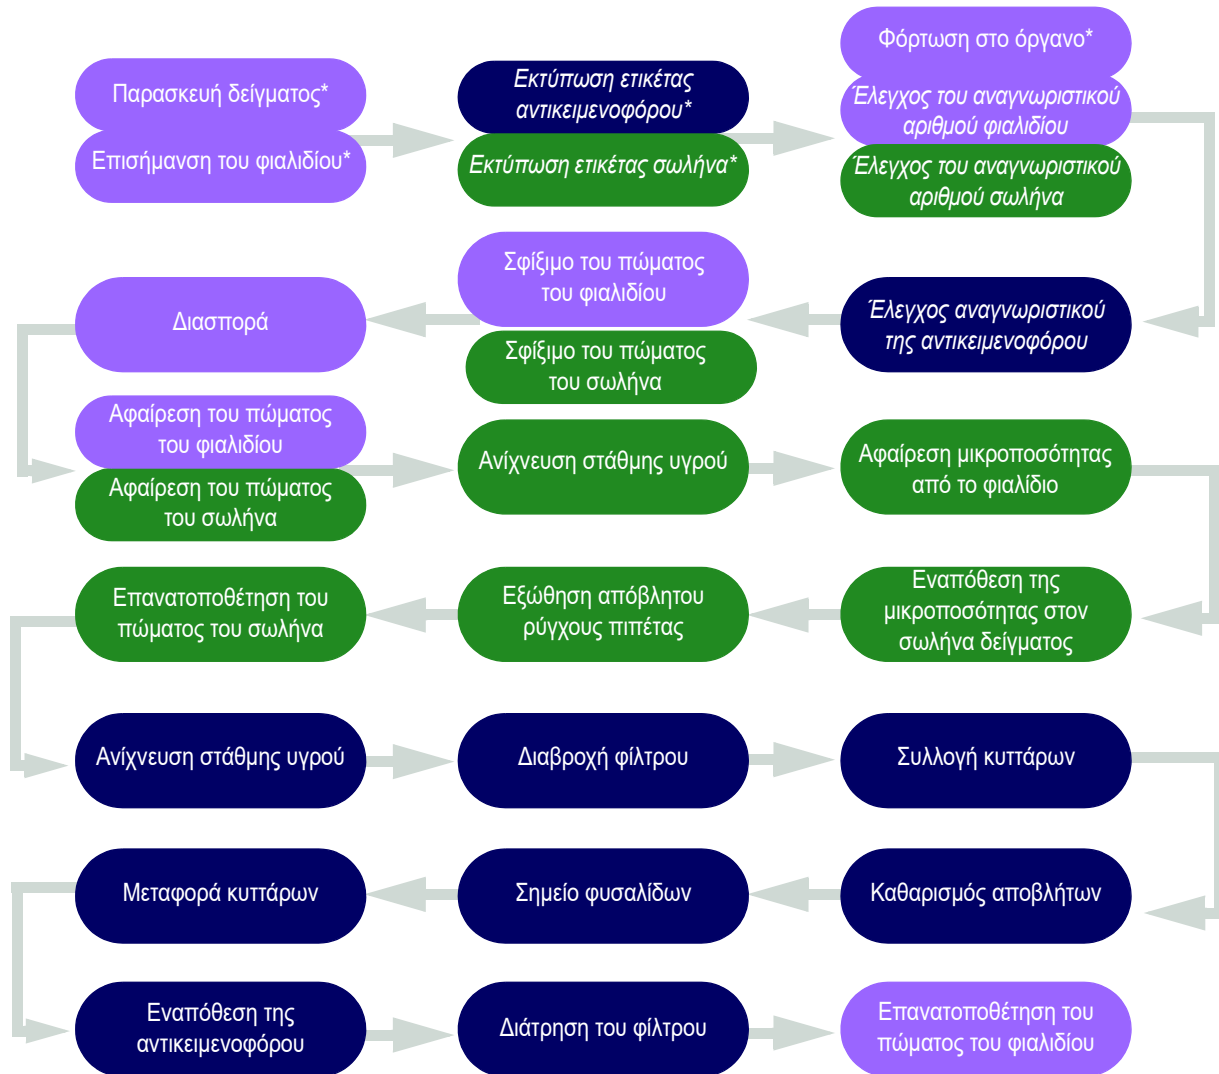 Παρασκευή δείγματος*
Επισήμανση του φιαλιδίου*
Εκτύπωση ετικέτας
αντικειμενοφόρου*
Εκτύπωση ετικέτας σωλήνα*
Φόρτωση στο όργανο*
Έλεγχος του αναγνωριστικού
αριθμού φιαλιδίου
Έλεγχος του αναγνωριστικού
αριθμού σωλήνα
Έλεγχος αναγνωριστικού
της αντικειμενοφόρου
Σφίξιμο του πώματος
του φιαλιδίου
Σφίξιμο του πώματος
του σωλήνα
Διασπορά
Αφαίρεση του πώματος
του φιαλιδίου
Αφαίρεση του πώματος
του σωλήνα
Ανίχνευση στάθμης υγρού
Αφαίρεση μικροποσότητας
από το φιαλίδιο
Εναπόθεση της
μικροποσότητας στον
σωλήνα δείγματος
Εξώθηση απόβλητου
ρύγχους πιπέτας
Επανατοποθέτηση του
πώματος του σωλήνα
Ανίχνευση στάθμης υγρού
Διαβροχή φίλτρου
Συλλογή κυττάρων
Καθαρισμός αποβλήτων
Σημείο φυσαλίδων
Μεταφορά κυττάρων
Εναπόθεση της
αντικειμενοφόρου
Διάτρηση του φίλτρου
Επανατοποθέτηση του
πώματος του φιαλιδίου